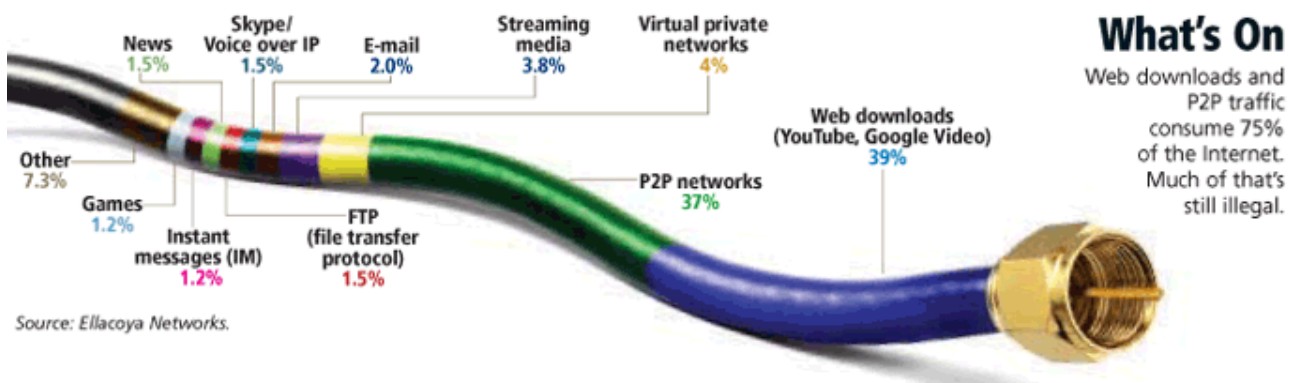 What's On
Web downloads and
P2P traffic
consume 75%
of the Internet.
Much of that's
still illegal.
News
1.5%
Skype/
Voice over IP
1.5%
E-mail
2.0%
Streaming
media
3.8%
Virtual private
networks
4%
Web downloads
(YouTube, Google Video)
39%
P2P networks
37%
Other
7.3%
Games
1.2%
Instant
messages (IM)
1.2%
FTP
(file transfer
protocol)
1.5%
Source: Ellacoya Networks.